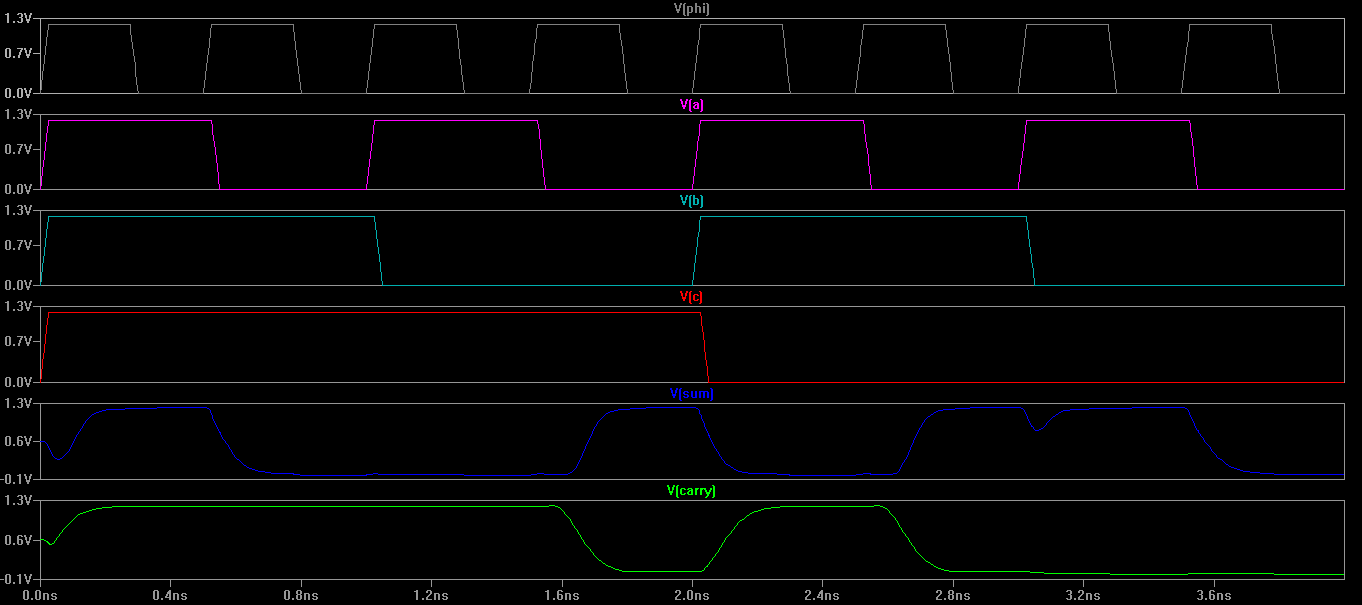 V(phi)
1.3V
0.7V
0.0V
V(a)
1.3V
0.7V
0.0V
V(b)
1.3V
0.7V
0.0V
V(c)
1.3V
0.7V
0.0V
V(sum)
1.3V
0.6V
-0.1V
V(carry)
1.3V
0.6V
-0.1V
0.0ns 0.4ns 0.8ns 1.2ns 1.6ns 2.0ns 2.4ns 2.8ns 3.2ns 3.6ns